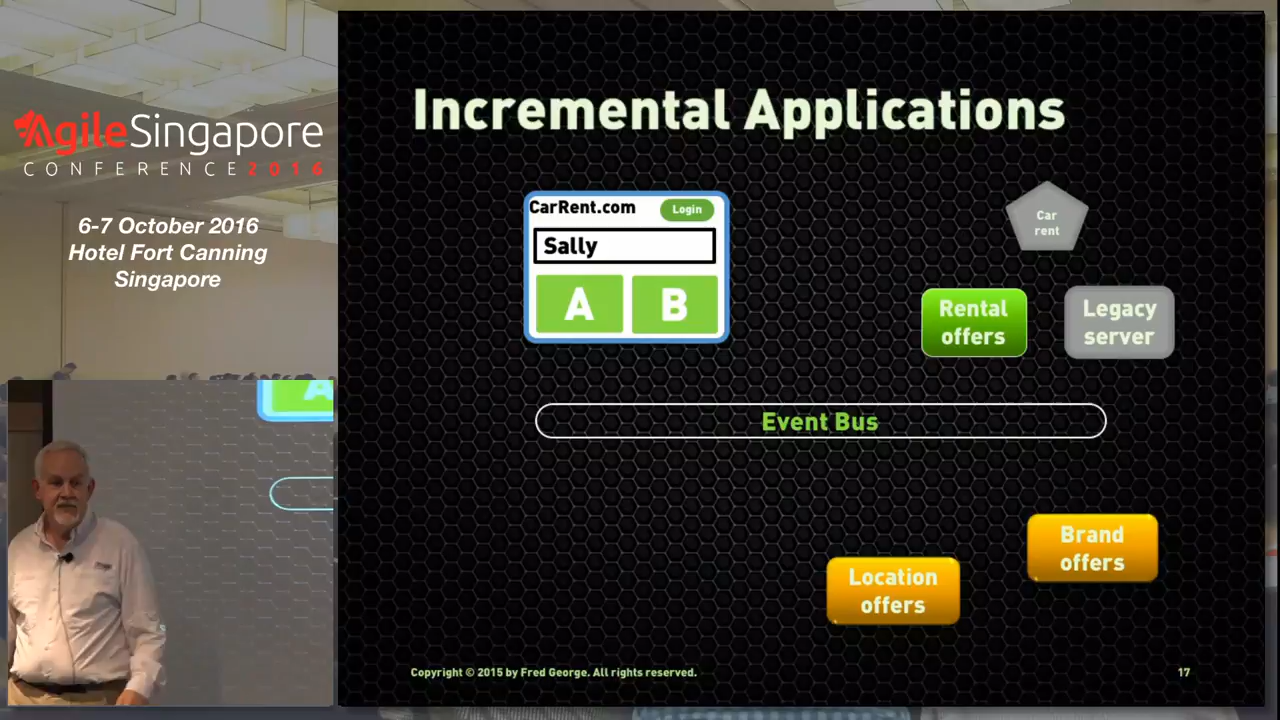 AgileSingapore
CONFERENCE 2016
6-7 October 2016
Hotel Fort Canning
Singapore
Incremental Applications
CarRent.com
Login
Sally
A
B
Car
rent
Rental
offers
Legacy
server
Event Bus
Brand
offers
Location
offers
Copyright © 2015 by Fred George. All rights reserved.
17
A